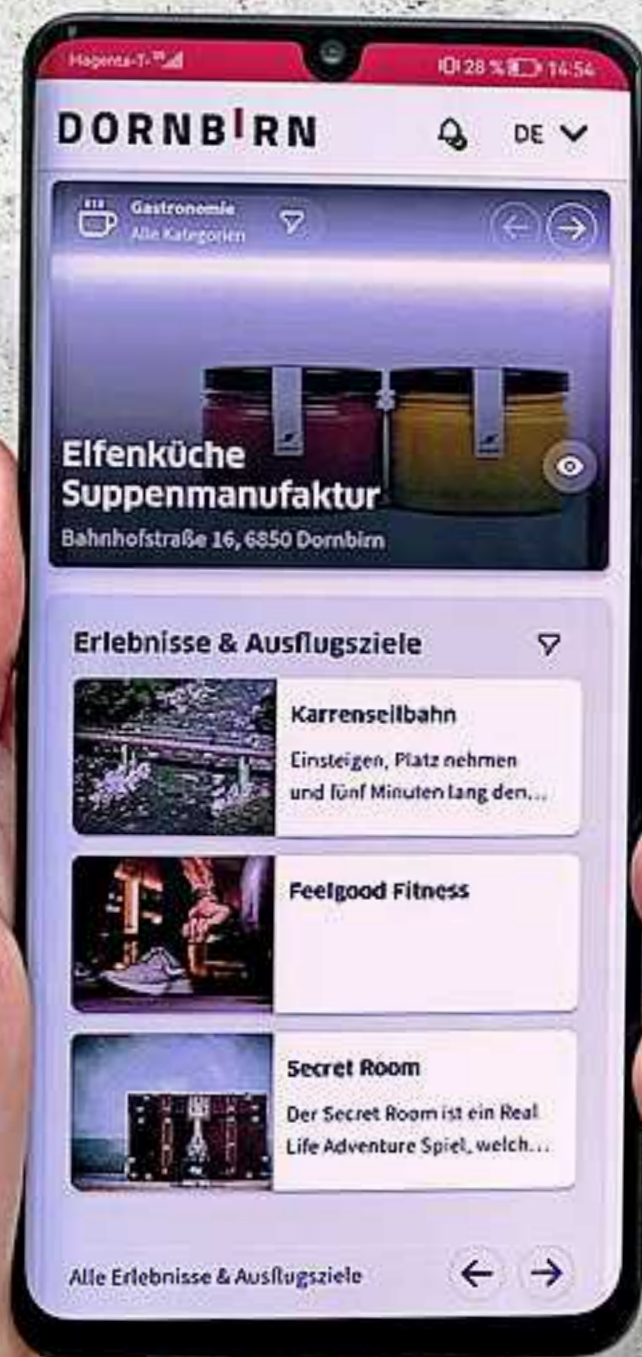 Magenta-T-
28 % 14:54
DORNBIRN
DE
Gastronomie
Alle Kategorien
Elfenküche
Suppenmanufaktur
Bahnhofstraße 16, 6850 Dornbirn
Erlebnisse & Ausflugsziele
Karrenseilbahn
Einsteigen, Platz nehmen
und fünf Minuten lang den...
Feelgood Fitness
Secret Room
Der Secret Room ist ein Real
Life Adventure Spiel, welch...
Alle Erlebnisse & Ausflugsziele